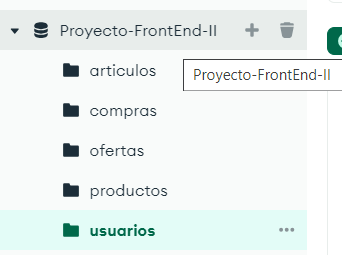 Proyecto-FrontEnd-II
articulos
Proyecto-FrontEnd-II
compras
ofertas
productos
usuarios